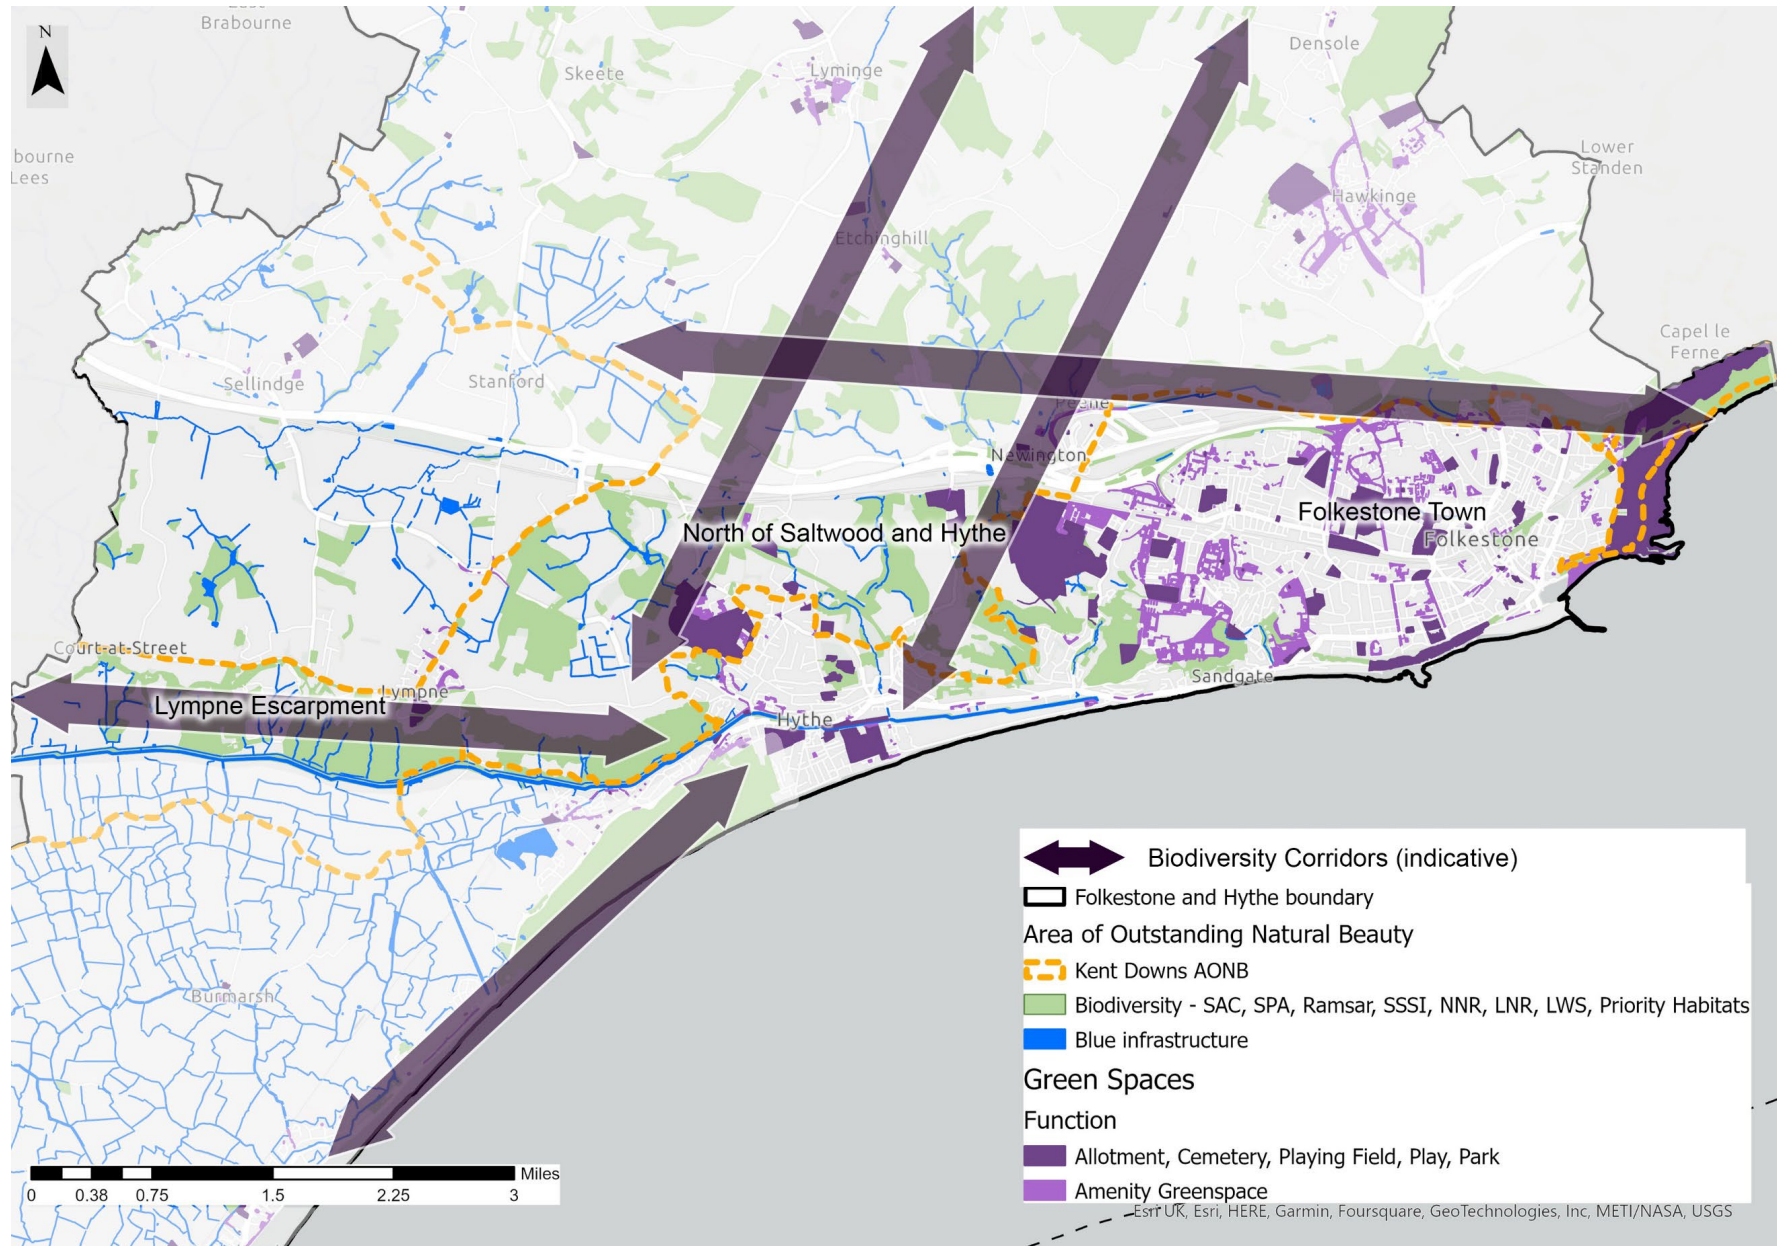 East
Brabourne
N
Densole
Skeete
Lyminge
bourne
Lees
Lower
Standen
Hawkinge
Etchinghill
Capel le
Ferne
Sellindge
Stanford
Peene
Newington
Folkestone Town
North of Saltwood and Hythe
Folkestone
Court-at-Street
Lympne
Sandgate
Lympne Escarpment
Hythe
Burmarsh
Biodiversity Corridors (indicative)
Folkestone and Hythe boundary
Area of Outstanding Natural Beauty
Kent Downs AONB
Biodiversity - SAC, SPA, Ramsar, SSSI, NNR, LNR, LWS, Priority Habitats
Blue infrastructure
Green Spaces
Function
Allotment, Cemetery, Playing Field, Play, Park
Amenity Greenspace
Miles
0 0.38 0.75 1.5 2.25 3
Esri UK, Esri, HERE, Garmin, Foursquare, GeoTechnologies, Inc, METI/NASA, USGS